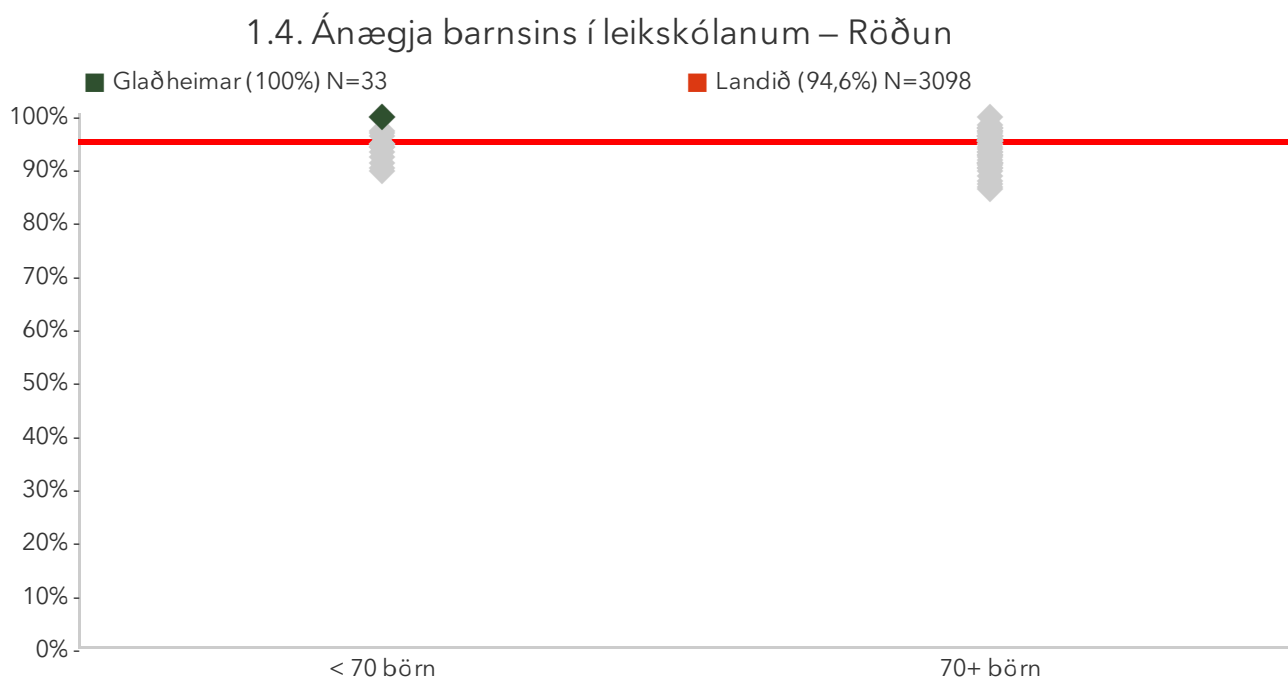 1.4. Ánægja barnsins í leikskólanum – Röðun
Glaðheimar (100%) N=33
Landið (94,6%) N=3098
100%
90%
80%
70%
60%
50%
40%
30%
20%
10%
0%
< 70 börn
70+ börn